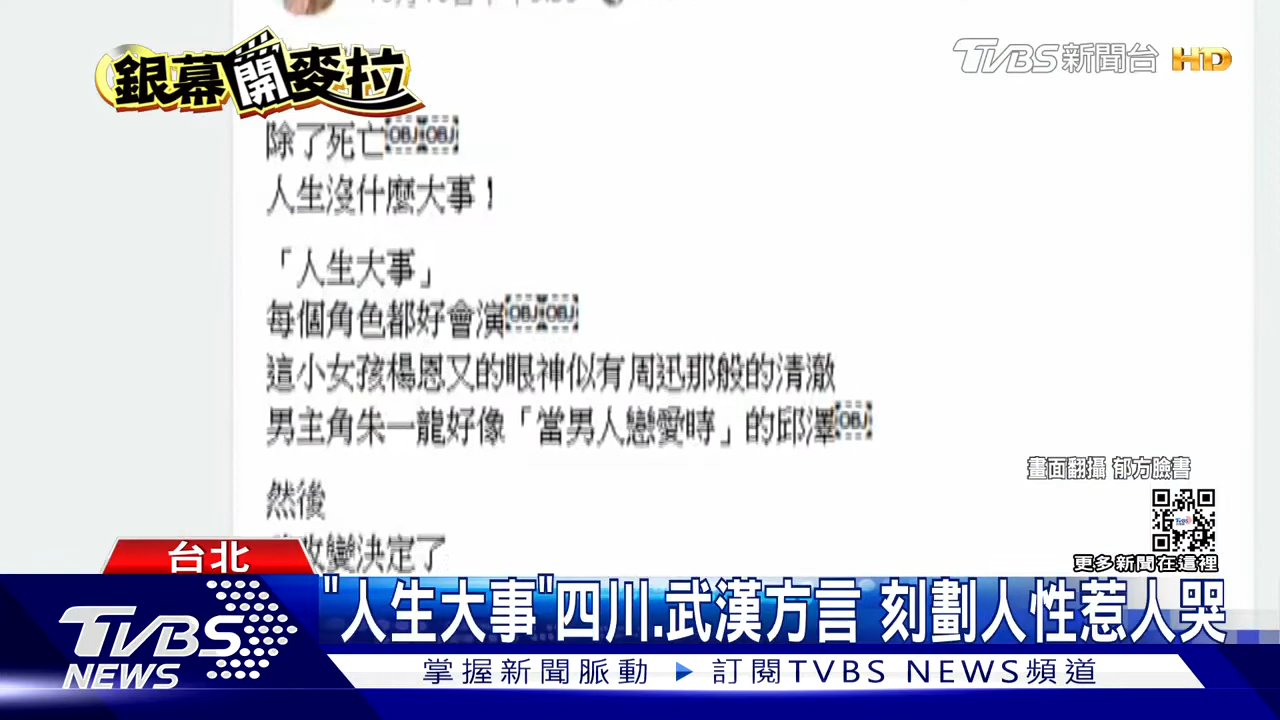 銀幕開麥拉
TVBS新聞台 HD
除了死亡
人生沒什麼大事！
「人生大事」
每個角色都好會演
這小女孩楊恩又的眼神似有周迅那般的清澈
男主角朱一龍好像「當男人戀愛時」的邱澤
然後
改變決定了
畫面翻攝 郁方臉書
更多新聞在這裡
台北
"人生大事"四川.武漢方言 刻劃人性惹人哭
TVBS NEWS
掌握新聞脈動 ▶ 訂閱TVBS NEWS頻道